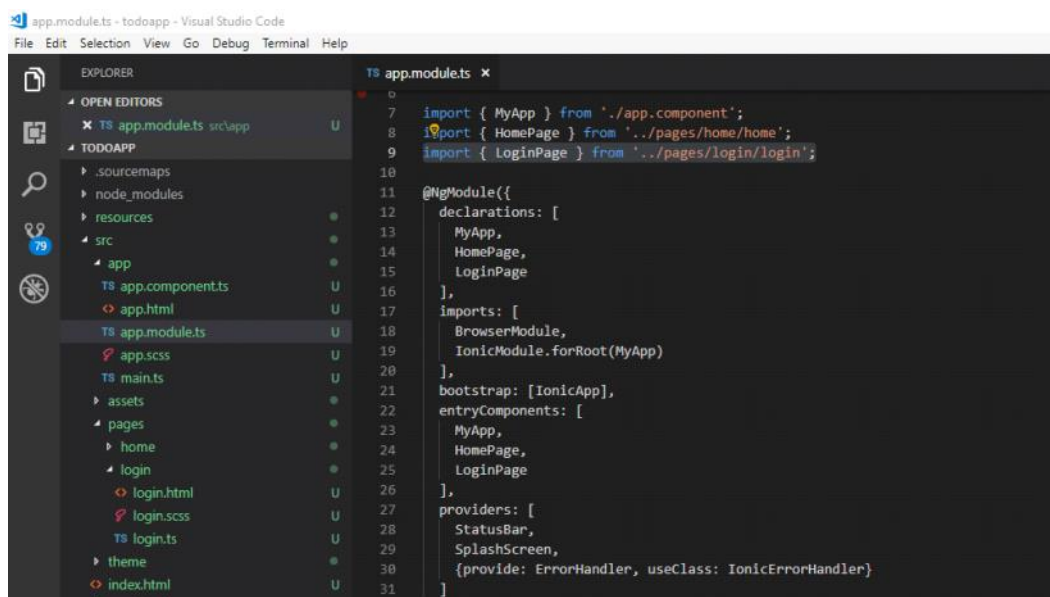 app.module.ts - todoapp - Visual Studio Code
File Edit Selection View Go Debug Terminal Help
EXPLORER
OPEN EDITORS
TS app.module.ts src\app U
TODOAPP
.sourcemaps
node_modules
resources
src
app
TS app.component.ts U
<> app.html U
TS app.module.ts U
app.scss U
TS main.ts U
assets
pages
home
login
<> login.html U
login.scss U
TS login.ts U
theme
<> index.html U
79
TS app.module.ts ×
6
7 import { MyApp } from './app.component';
8 import { HomePage } from '../pages/home/home';
9 import { LoginPage } from '../pages/login/login';
10
11 @NgModule({
12 declarations: [
13 MyApp,
14 HomePage,
15 LoginPage
16 ],
17 imports: [
18 BrowserModule,
19 IonicModule.forRoot(MyApp)
20 ],
21 bootstrap: [IonicApp],
22 entryComponents: [
23 MyApp,
24 HomePage,
25 LoginPage
26 ],
27 providers: [
28 StatusBar,
29 SplashScreen,
30 {provide: ErrorHandler, useClass: IonicErrorHandler}
31 ]